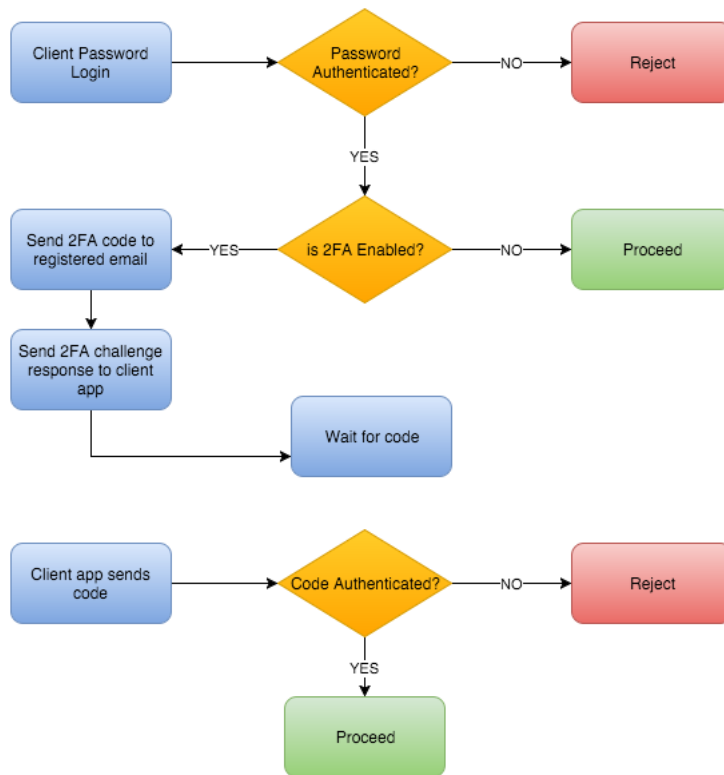 Client Password
Login
Password
Authenticated?
NO
Reject
YES
Send 2FA code to
registered email
YES
is 2FA Enabled?
NO
Proceed
Send 2FA challenge
response to client
app
Wait for code
Client app sends
code
Code Authenticated?
NO
Reject
YES
Proceed